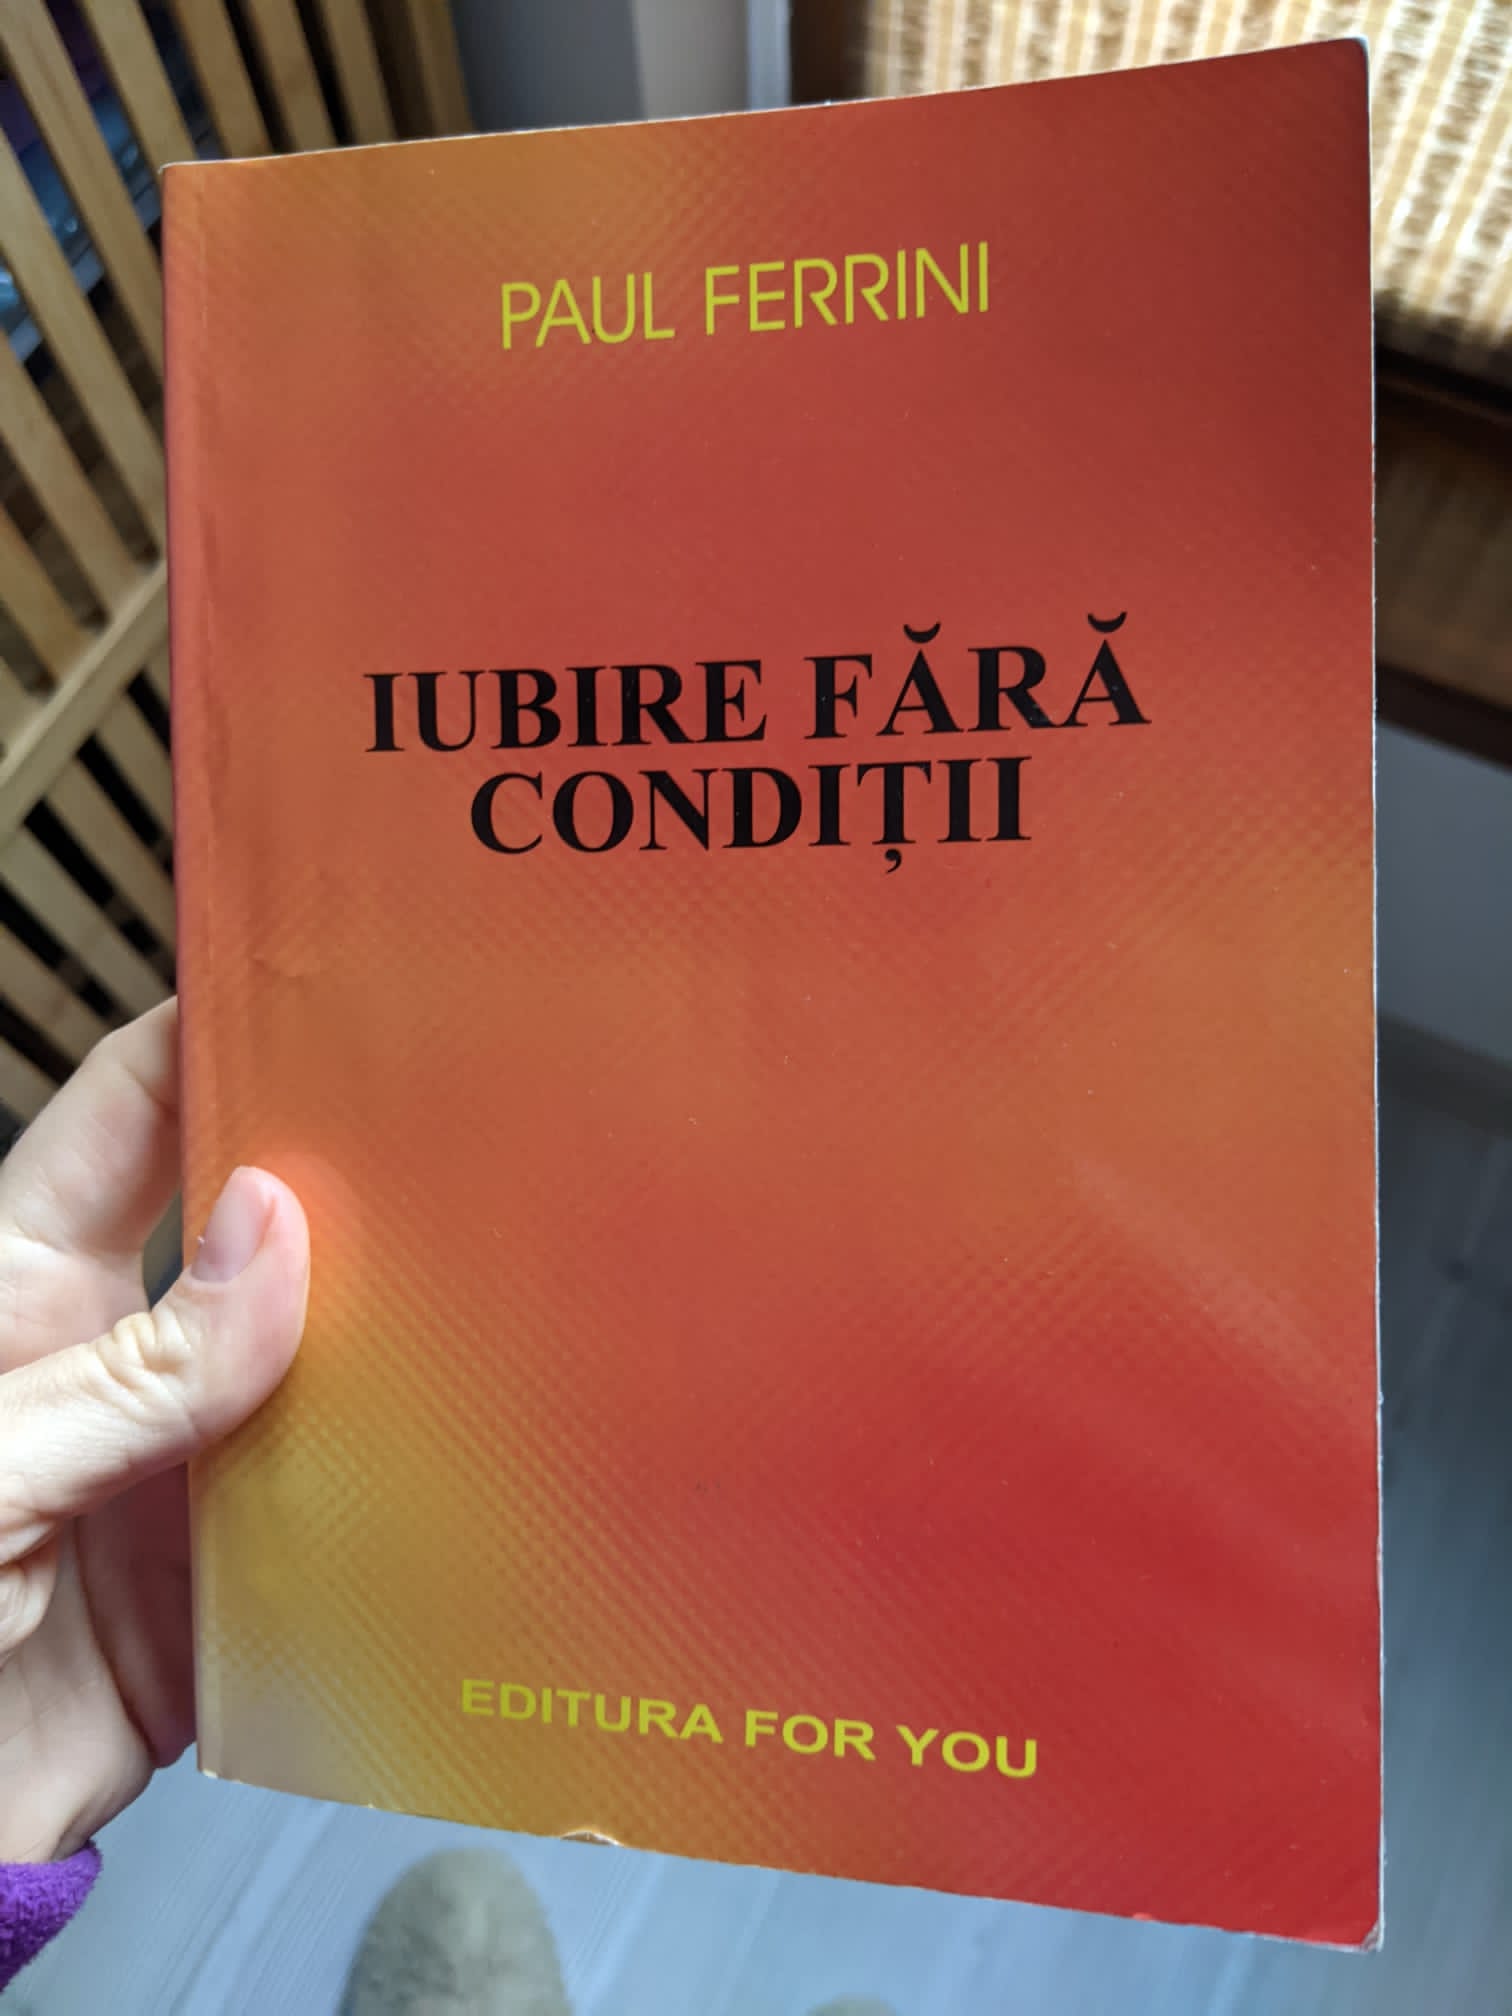 PAUL FERRINI
IUBIRE FĂRĂ
CONDIȚII
EDITURA FOR YOU